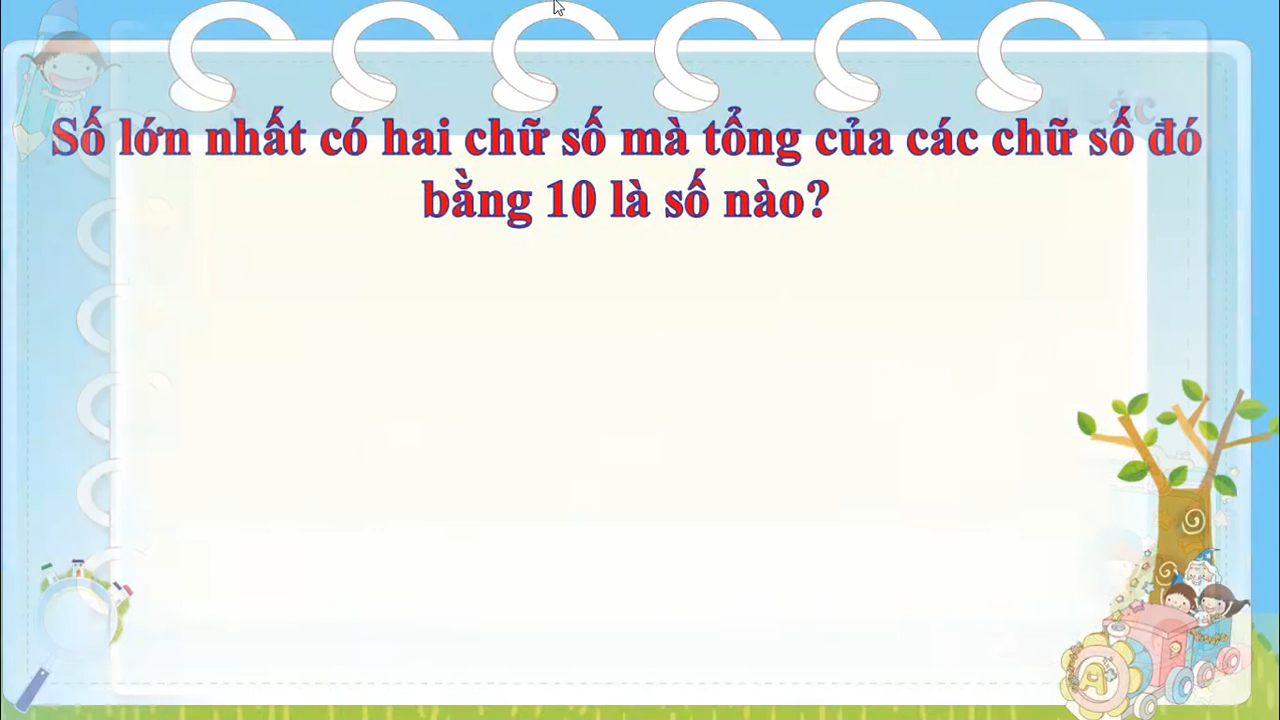 Số lớn nhất có hai chữ số mà tổng của các chữ số đó
bằng 10 là số nào?
A